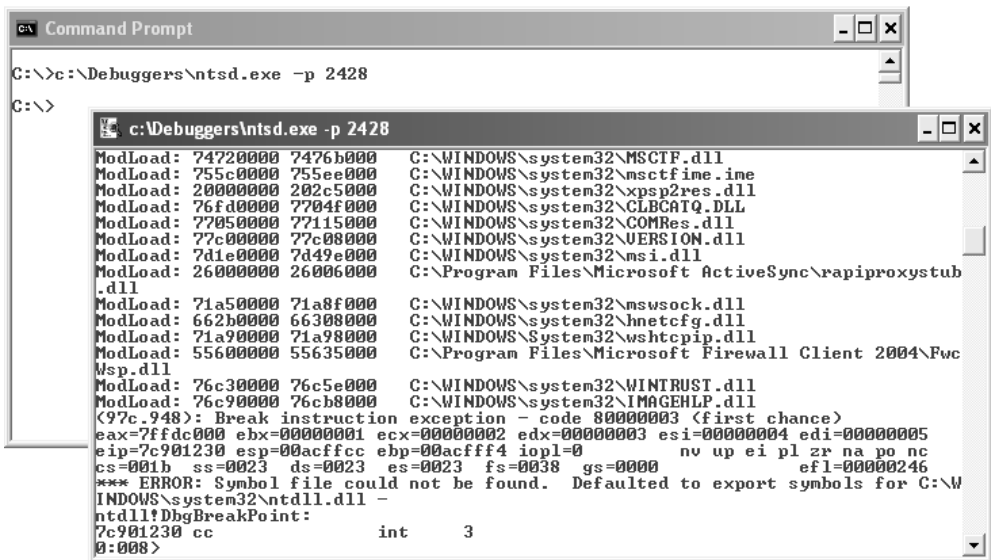 Command Prompt
C:\>c:\Debuggers\ntsd.exe -p 2428
C:\>
c:\Debuggers\ntsd.exe -p 2428
ModLoad: 74720000 7476b000   C:\WINDOWS\system32\MSCTF.dll
ModLoad: 755c0000 755ee000   C:\WINDOWS\system32\msctfime.ime
ModLoad: 20000000 202c5000   C:\WINDOWS\system32\xpsp2res.dll
ModLoad: 76fd0000 7704f000   C:\WINDOWS\system32\CLBCATQ.DLL
ModLoad: 77050000 77115000   C:\WINDOWS\system32\COMRes.dll
ModLoad: 77c00000 77c08000   C:\WINDOWS\system32\VERSION.dll
ModLoad: 7d1e0000 7d49e000   C:\WINDOWS\system32\msi.dll
ModLoad: 26000000 26006000   C:\Program Files\Microsoft ActiveSync\rapiproxystub
.dll
ModLoad: 71a50000 71a8f000   C:\WINDOWS\system32\mswsock.dll
ModLoad: 662b0000 66308000   C:\WINDOWS\system32\hnetcfg.dll
ModLoad: 71a90000 71a98000   C:\WINDOWS\System32\wshtcpip.dll
ModLoad: 55600000 55635000   C:\Program Files\Microsoft Firewall Client 2004\Fwc
Wsp.dll
ModLoad: 76c30000 76c5e000   C:\WINDOWS\system32\WINTRUST.dll
ModLoad: 76c90000 76cb8000   C:\WINDOWS\system32\IMAGEHLP.dll
(97c.948): Break instruction exception - code 80000003 (first chance)
eax=7ffdc000 ebx=00000001 ecx=00000002 edx=00000003 esi=00000004 edi=00000005
eip=7c901230 esp=00acffcc ebp=00acfff4 iopl=0         nv up ei pl zr na po nc
cs=001b  ss=0023  ds=0023  es=0023  fs=0038  gs=0000             efl=00000246
*** ERROR: Symbol file could not be found.  Defaulted to export symbols for C:\W
INDOWS\system32\ntdll.dll -
ntdll!DbgBreakPoint:
7c901230 cc              int     3
0:008>